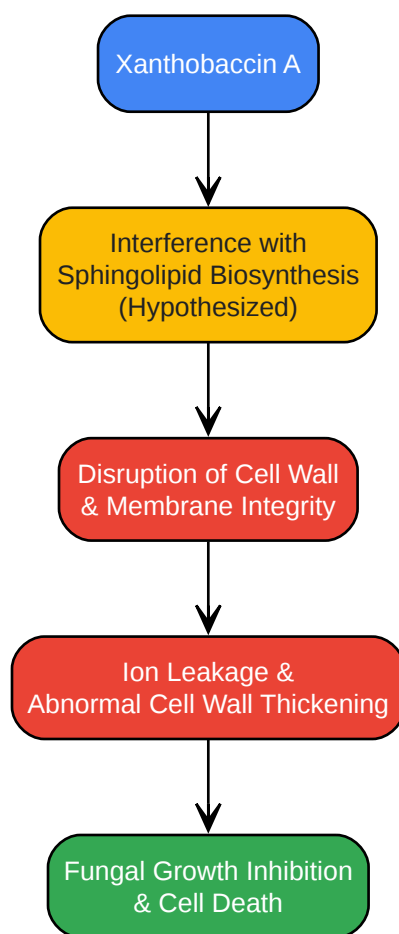 Xanthobaccin A
Interference with
Sphingolipid Biosynthesis
(Hypothesized)
Disruption of Cell Wall
& Membrane Integrity
Ion Leakage &
Abnormal Cell Wall Thickening
Fungal Growth Inhibition
& Cell Death